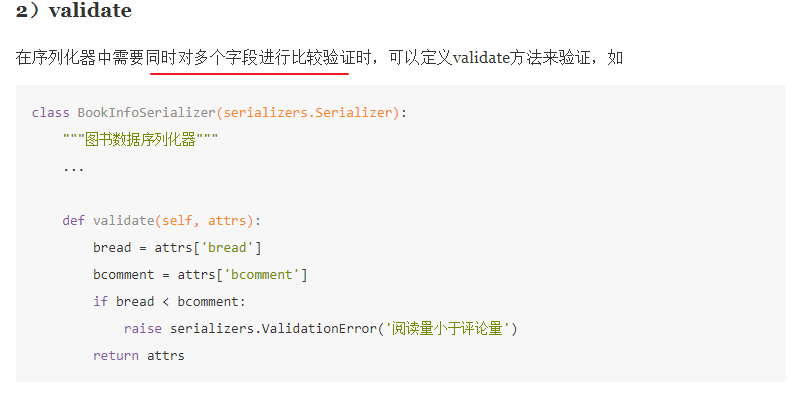 2）validate
在序列化器中需要同时对多个字段进行比较验证时，可以定义validate方法来验证，如
class BookInfoSerializer(serializers.Serializer):
    """图书数据序列化器"""
    ...
    def validate(self, attrs):
        bread = attrs['bread']
        bcomment = attrs['bcomment']
        if bread < bcomment:
            raise serializers.ValidationError('阅读量小于评论量')
        return attrs